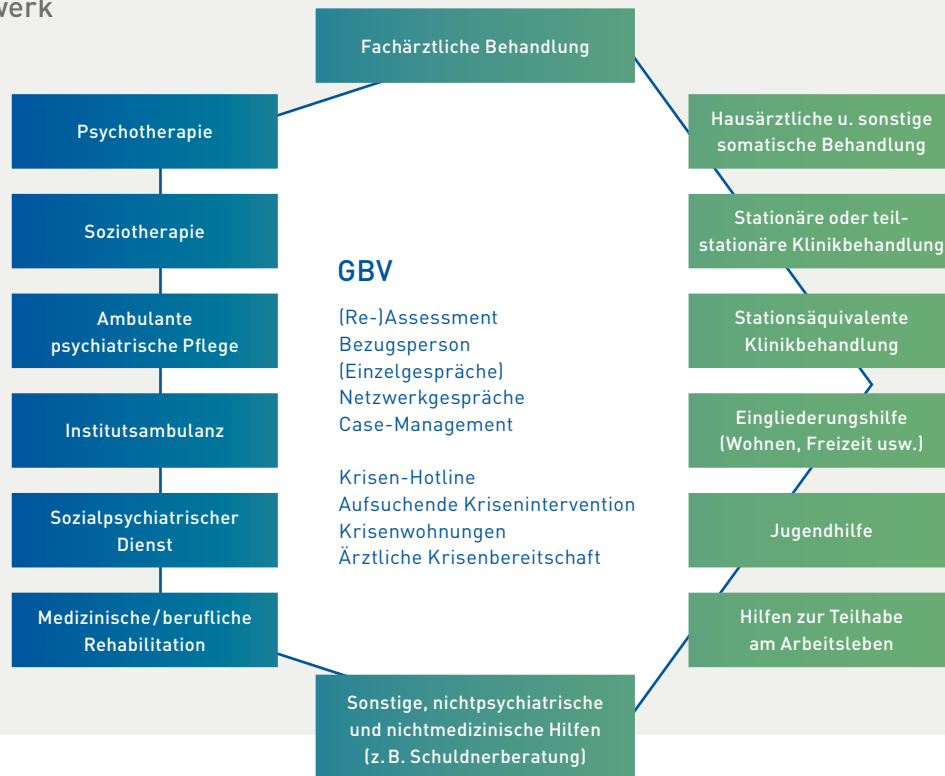 Fachärztliche Behandlung
Psychotherapie
Soziotherapie
Ambulante
psychiatrische Pflege
Institutsambulanz
Sozialpsychiatrischer
Dienst
Medizinische/berufliche
Rehabilitation
GBV
(Re-)Assessment
Bezugsperson
(Einzelgespräche)
Netzwerkgespräche
Case-Management
Krisen-Hotline
Aufsuchende Krisenintervention
Krisenwohnungen
Ärztliche Krisenbereitschaft
Hausärztliche u. sonstige
somatische Behandlung
Stationäre oder teil-
stationäre Klinikbehandlung
Stationsäquivalente
Klinikbehandlung
Eingliederungshilfe
(Wohnen, Freizeit usw.)
Jugendhilfe
Hilfen zur Teilhabe
am Arbeitsleben
Sonstige, nichtpsychiatrische
und nichtmedizinische Hilfen
(z. B. Schuldnerberatung)